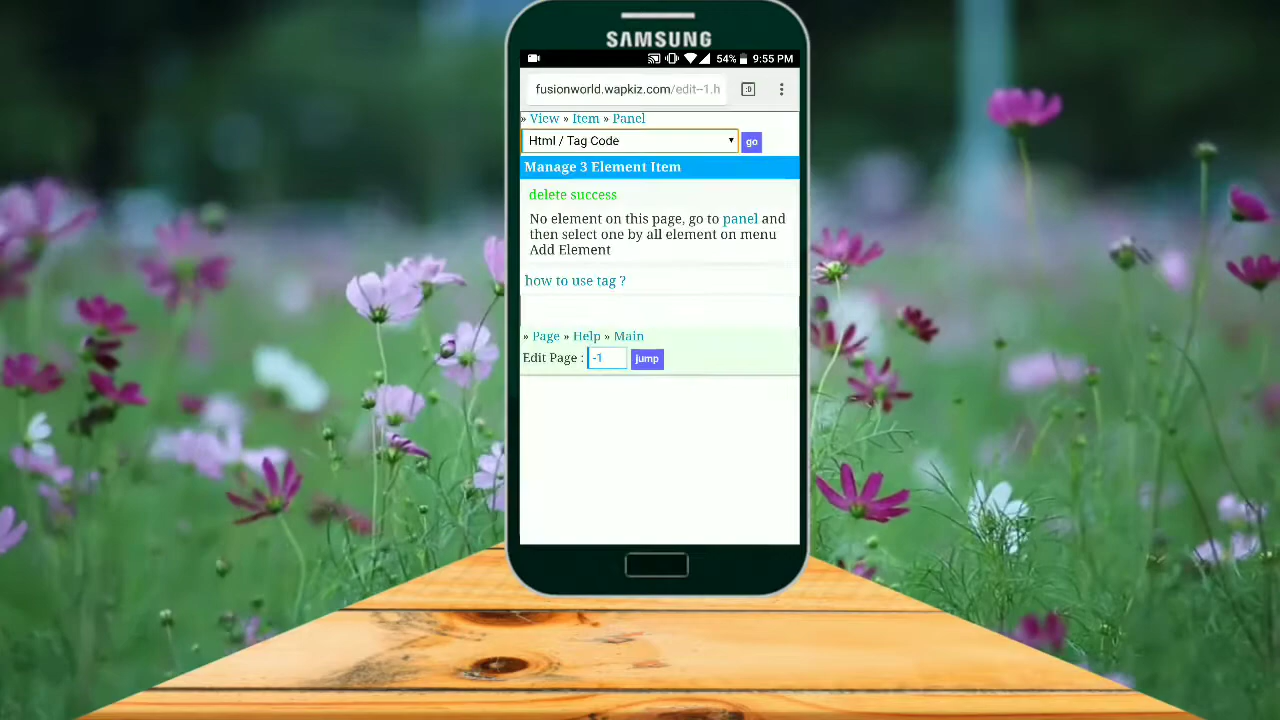 SAMSUNG
54% 9:55 PM
fusionworld.wapkiz.com/edit--1.h
:D
» View » Item » Panel
Html / Tag Code
go
Manage 3 Element Item
delete success
No element on this page, go to panel and
then select one by all element on menu
Add Element
how to use tag ?
» Page » Help » Main
Edit Page : -1 jump